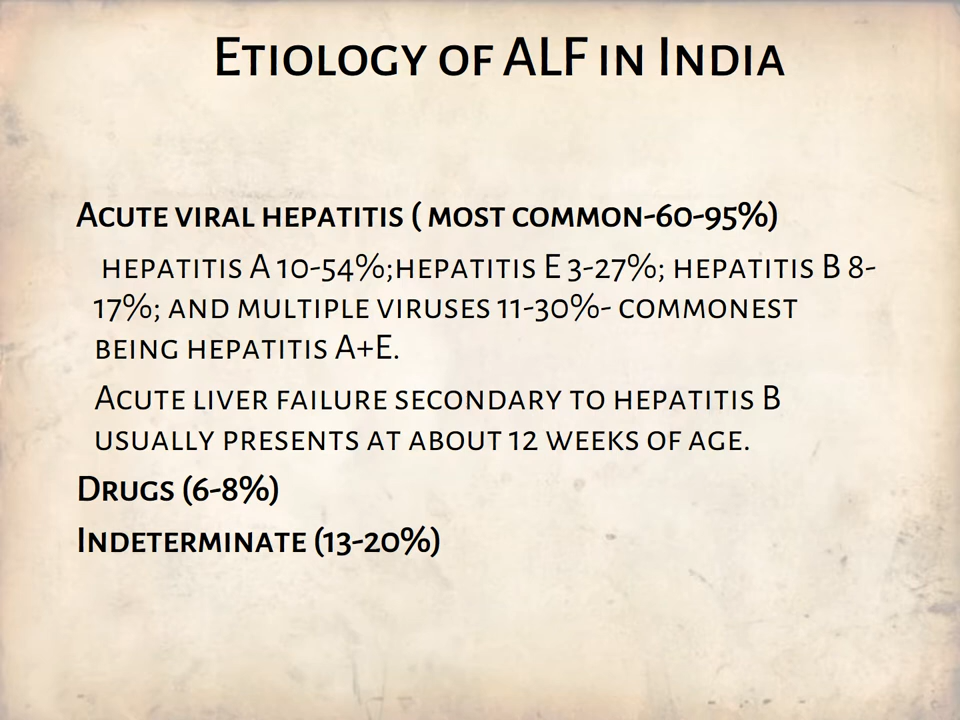 Etiology of ALF in India
Acute viral hepatitis ( most common-60-95%)
hepatitis A 10-54%;hepatitis E 3-27%; hepatitis B 8-
17%; and multiple viruses 11-30%- commonest
being hepatitis A+E.
Acute liver failure secondary to hepatitis B
usually presents at about 12 weeks of age.
Drugs (6-8%)
Indeterminate (13-20%)